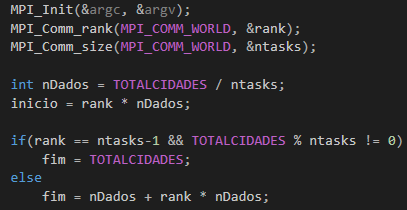 MPI_Init(&argc, &argv);
MPI_Comm_rank(MPI_COMM_WORLD, &rank);
MPI_Comm_size(MPI_COMM_WORLD, &ntasks);
int nDados = TOTALCIDADES / ntasks;
inicio = rank * nDados;
if(rank == ntasks-1 && TOTALCIDADES % ntasks != 0)
fim = TOTALCIDADES;
else
fim = nDados + rank * nDados;